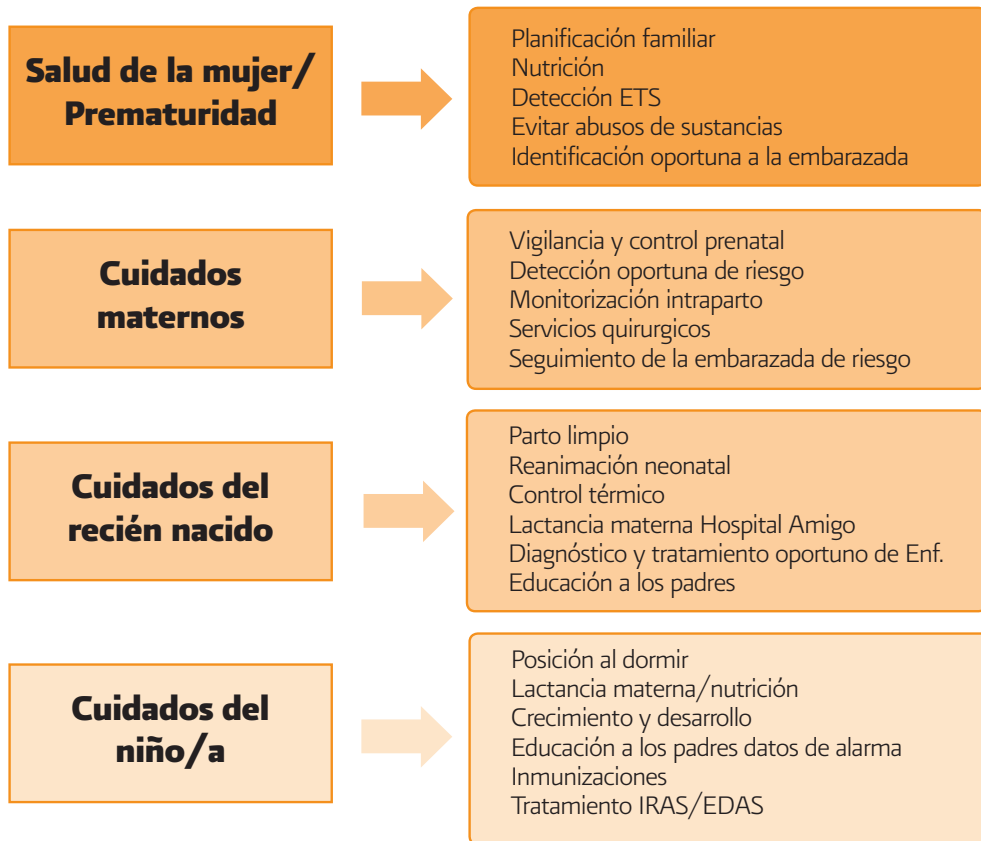 Salud de la mujer/
Prematuridad
Planificación familiar
Nutrición
Detección ETS
Evitar abusos de sustancias
Identificación oportuna a la embarazada
Cuidados
maternos
Vigilancia y control prenatal
Detección oportuna de riesgo
Monitorización intraparto
Servicios quirurgicos
Seguimiento de la embarazada de riesgo
Cuidados del
recién nacido
Parto limpio
Reanimación neonatal
Control térmico
Lactancia materna Hospital Amigo
Diagnóstico y tratamiento oportuno de Enf.
Educación a los padres
Cuidados del
niño/a
Posición al dormir
Lactancia materna/nutrición
Crecimiento y desarrollo
Educación a los padres datos de alarma
Inmunizaciones
Tratamiento IRAS/EDAS